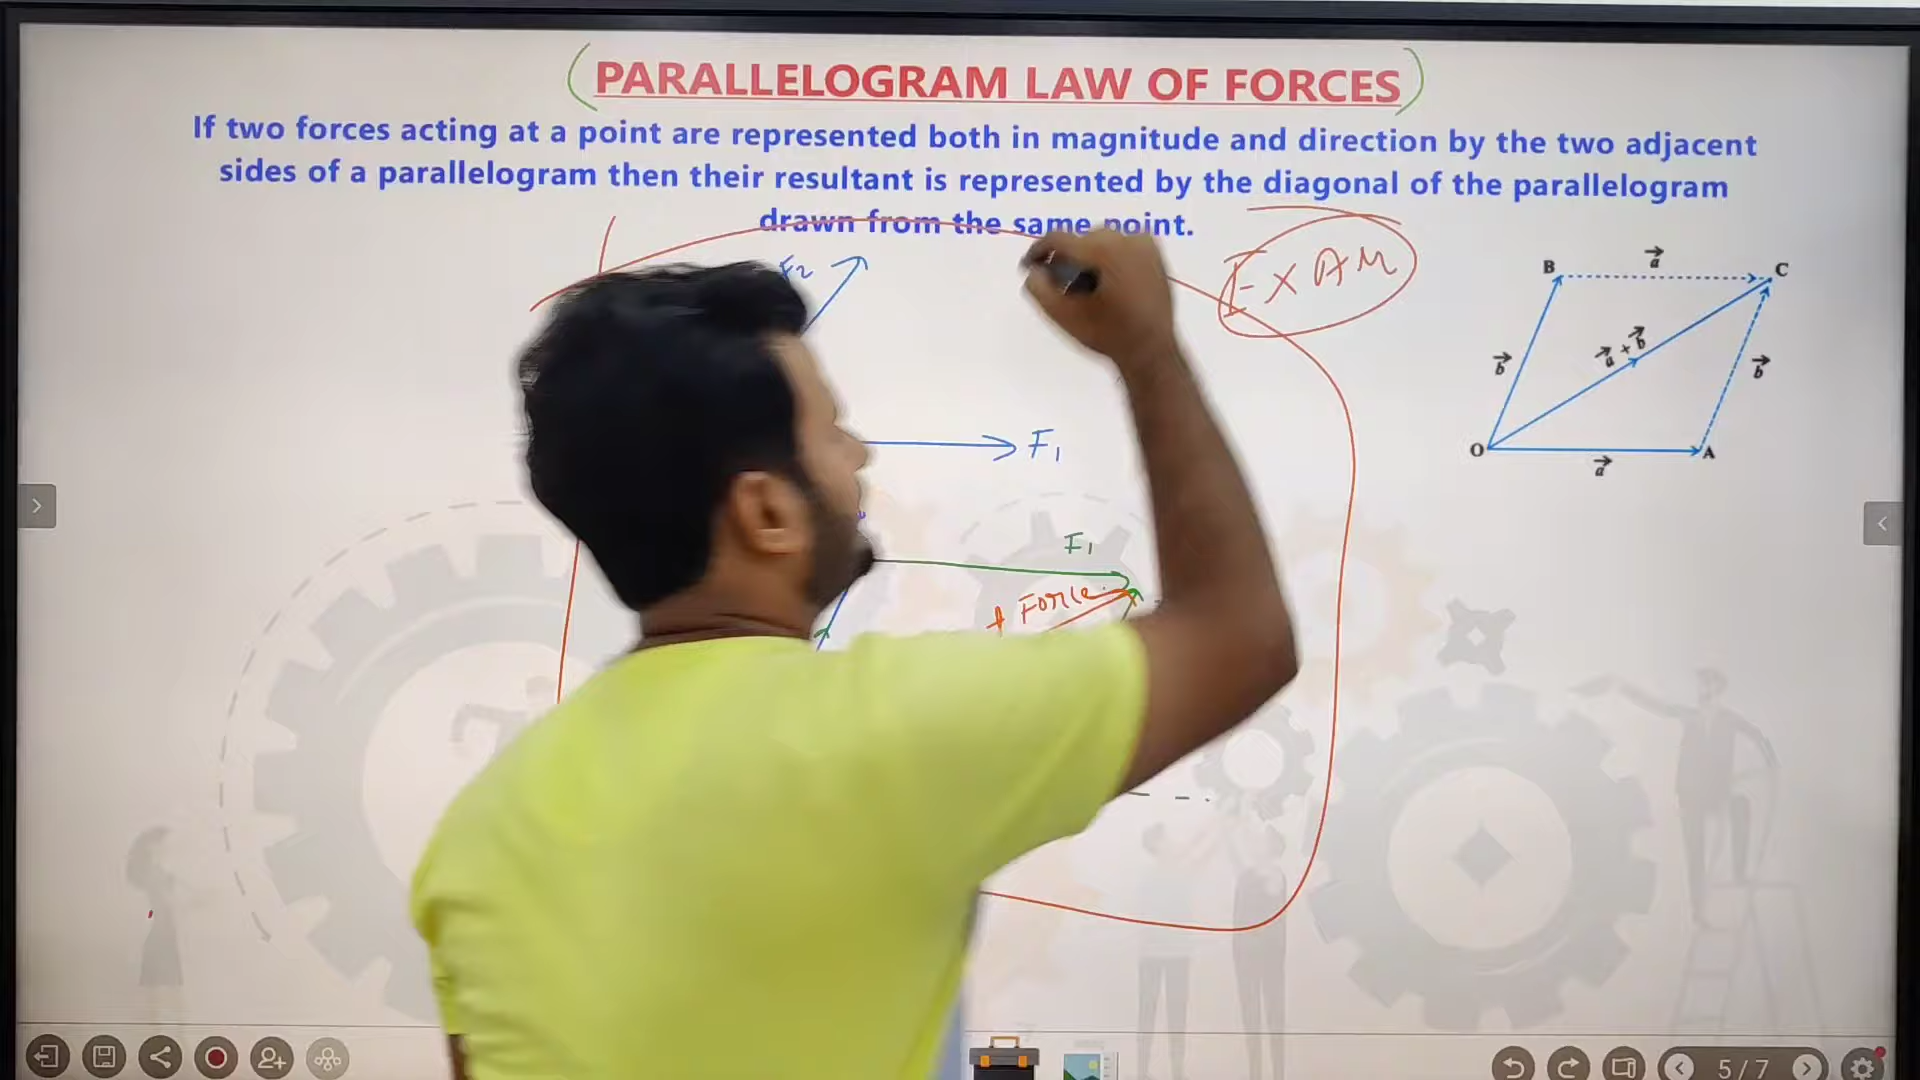 PARALLELOGRAM LAW OF FORCES
If two forces acting at a point are represented both in magnitude and direction by the two adjacent
sides of a parallelogram then their resultant is represented by the diagonal of the parallelogram
drawn from the same point.
F2
EXAM
B
a
C
b
a + b
b
O
a
A
F1
F1
Force
5 / 7